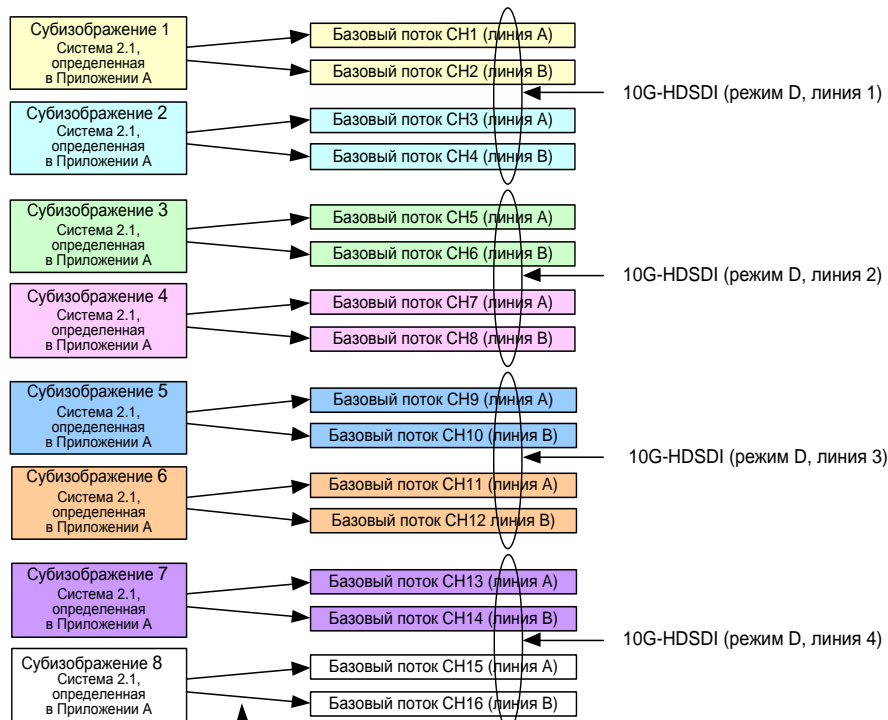 Субизображение 1
Система 2.1,
определенная
в Приложении А
Базовый поток CH1 (линия A)
Базовый поток CH2 (линия B)
10G-HDSDI (режим D, линия 1)
Субизображение 2
Система 2.1,
определенная
в Приложении А
Базовый поток CH3 (линия A)
Базовый поток CH4 (линия B)
Субизображение 3
Система 2.1,
определенная
в Приложении А
Базовый поток CH5 (линия A)
Базовый поток CH6 (линия B)
10G-HDSDI (режим D, линия 2)
Субизображение 4
Система 2.1,
определенная
в Приложении А
Базовый поток CH7 (линия A)
Базовый поток CH8 (линия B)
Субизображение 5
Система 2.1,
определенная
в Приложении А
Базовый поток CH9 (линия A)
Базовый поток CH10 (линия B)
10G-HDSDI (режим D, линия 3)
Субизображение 6
Система 2.1,
определенная
в Приложении А
Базовый поток CH11 (линия A)
Базовый поток CH12 линия B)
Субизображение 7
Система 2.1,
определенная
в Приложении А
Базовый поток CH13 (линия A)
Базовый поток CH14 (линия B)
10G-HDSDI (режим D, линия 4)
Субизображение 8
Система 2.1,
определенная
в Приложении А
Базовый поток CH15 (линия A)
Базовый поток CH16 (линия B)